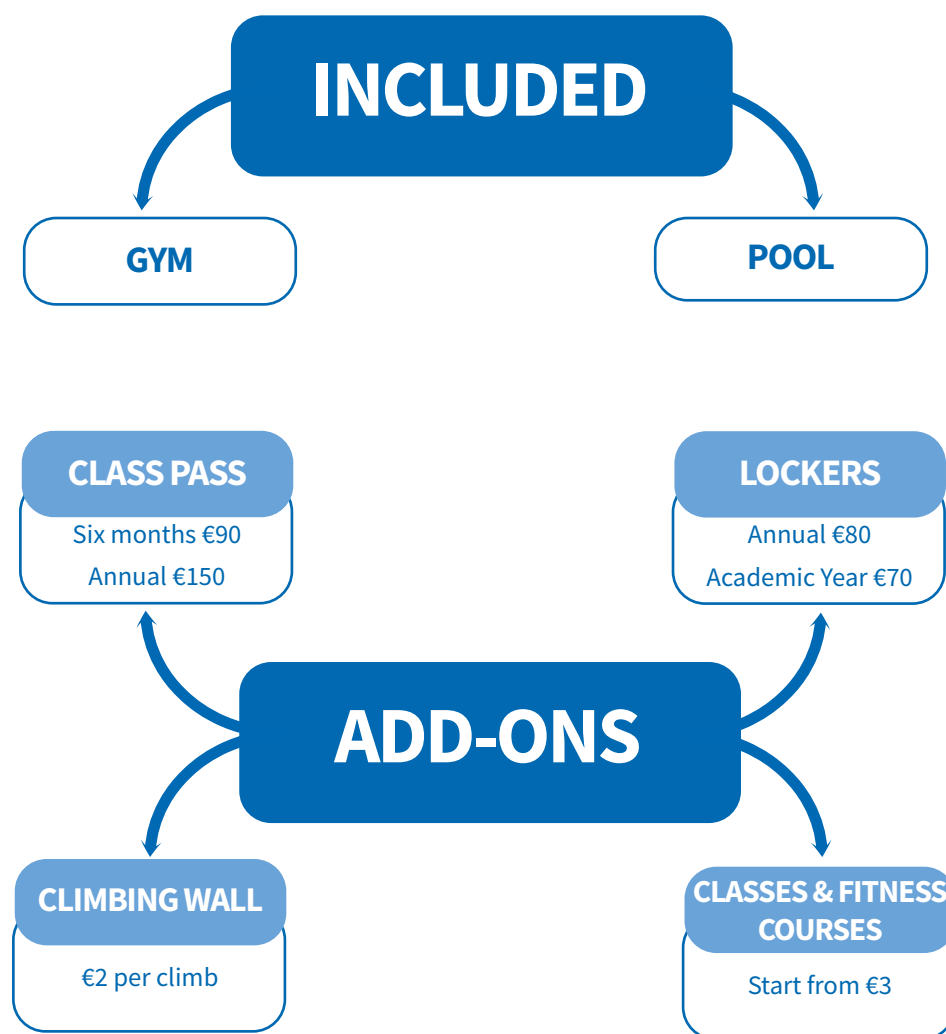 INCLUDED
GYM
POOL
CLASS PASS
Six months €90
Annual €150
LOCKERS
Annual €80
Academic Year €70
ADD-ONS
CLIMBING WALL
€2 per climb
CLASSES & FITNESS
COURSES
Start from €3